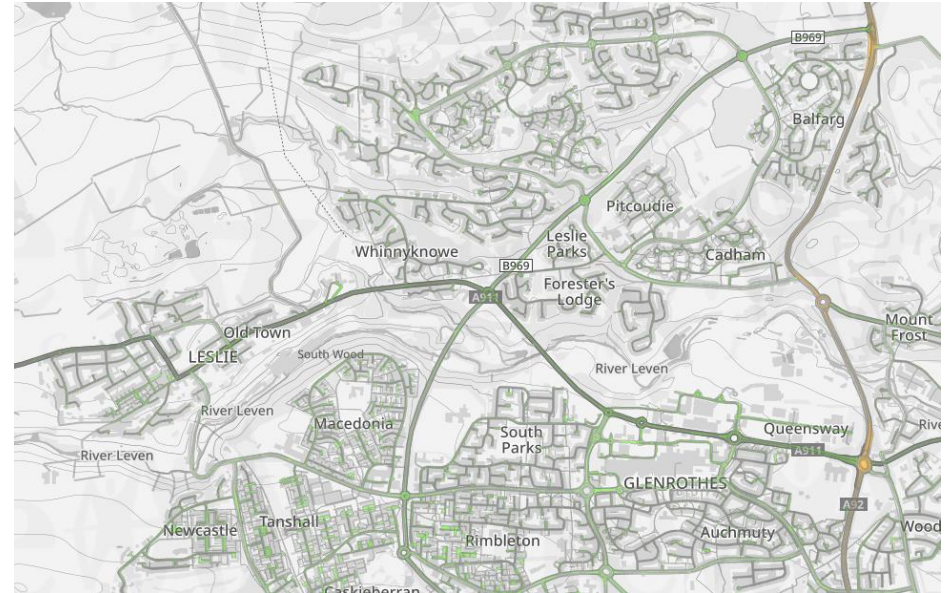 B969
Balfarg
Pitcoudie
Leslie
Parks
Whinnyknowe
Cadham
B969
Forester's
Lodge
A911
Mount
Frost
Old Town
South Wood
LESLIE
River Leven
River Leven
Macedonia
South
Parks
Queensway
A911
River Leven
GLENROTHES
A92
Newcastle
Tanshall
Rimbleton
Auchmuty
Caskieberran